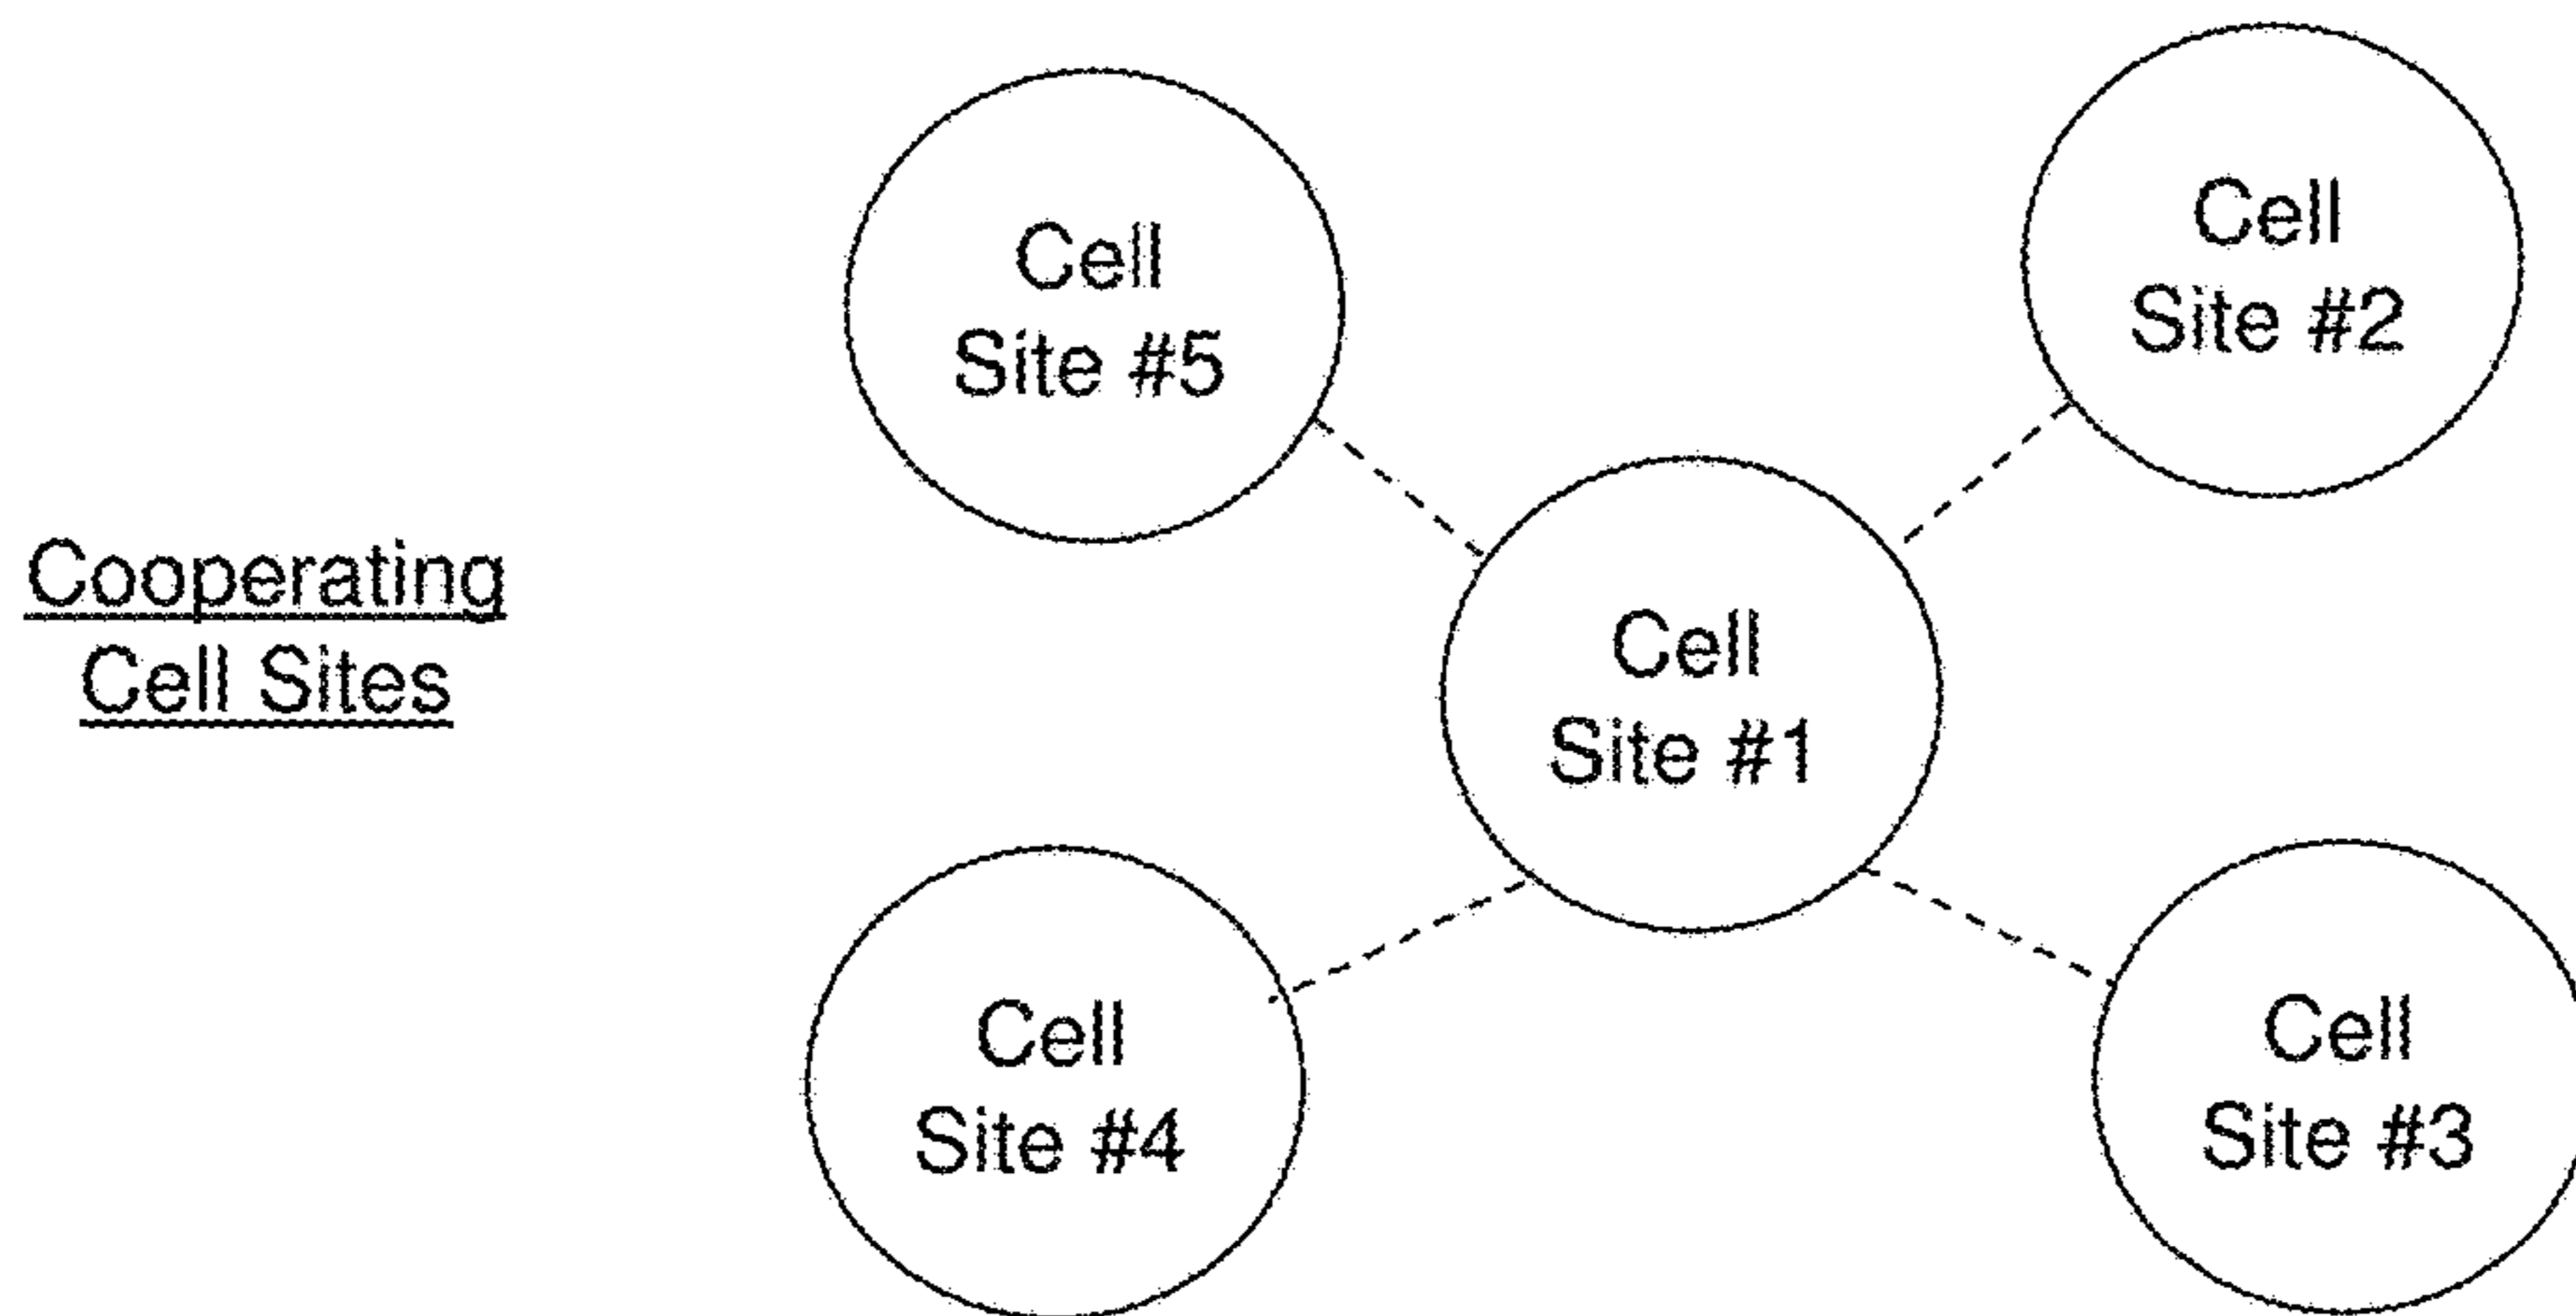 Cooperating
Cell Sites
Cell
Site #5
Cell
Site #2
Cell
Site #1
Cell
Site #4
Cell
Site #3